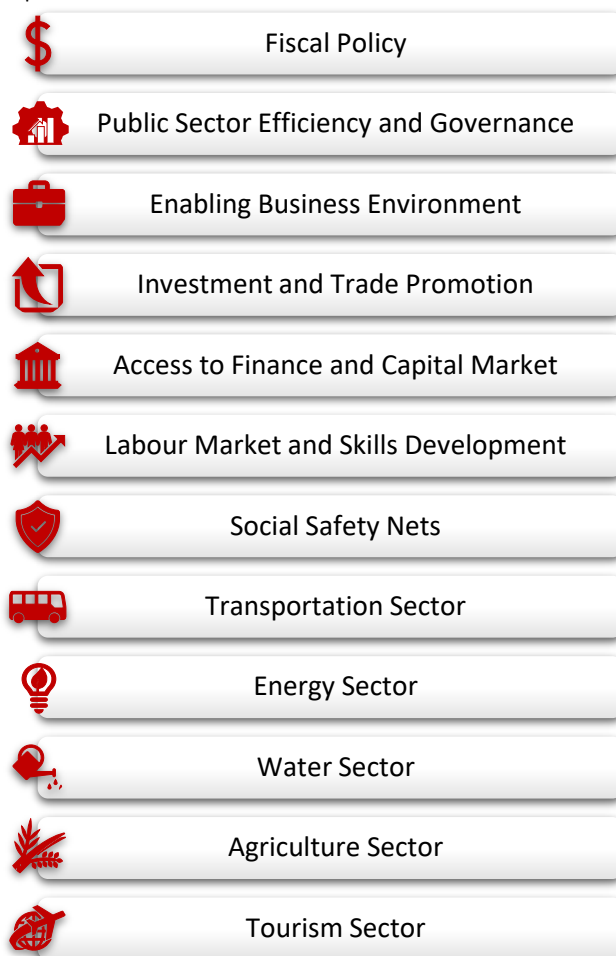 Fiscal Policy
Public Sector Efficiency and Governance
Enabling Business Environment
Investment and Trade Promotion
Access to Finance and Capital Market
Labour Market and Skills Development
Social Safety Nets
Transportation Sector
Energy Sector
Water Sector
Agriculture Sector
Tourism Sector